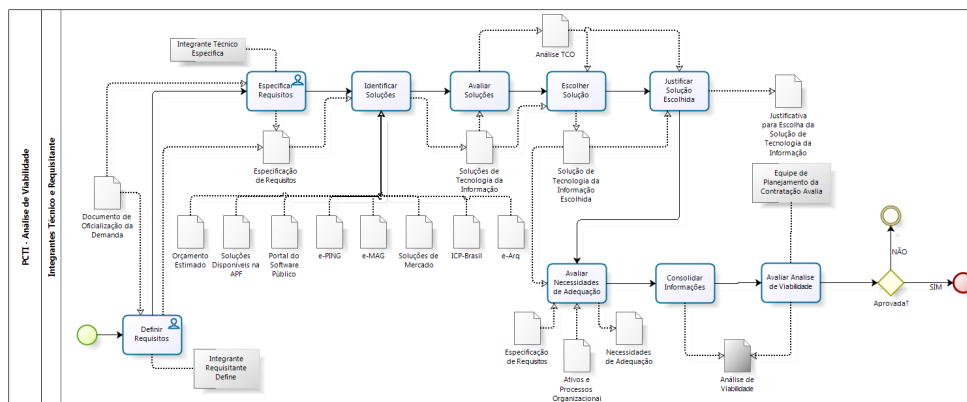 PCTI - Análise de Viabilidade
Integrantes Técnico e Requisitante
Integrante Técnico
Especifica
Especificar
Requisitos
Identificar
Soluções
Avaliar
Soluções
Análise TCO
Escolher
Solução
Justificar
Solução
Escolhida
Justificativa
para Escolha da
Solução de
Tecnologia da
Informação
Especificação
de Requisitos
Soluções de
Tecnologia da
Informação
Solução de
Tecnologia da
Informação
Escolhida
Equipe de
Planejamento da
Contratação Avalia
Documento de
Oficialização da
Demanda
Orçamento
Estimado
Soluções
Disponíveis na
APF
Portal do
Software
Público
e-PING
e-MAG
Soluções
de Mercado
ICP-Brasil
e-Arq
Avaliar
Necessidades
de Adequação
Consolidar
Informações
Avaliar Analise
de Viabilidade
NÃO
SIM
Aprovada?
Definir
Requisitos
Integrante
Requisitante
Define
Especificação
de Requisitos
Ativos e
Processos
Organizacional
Necessidades
de Adequação
Análise de
Viabilidade